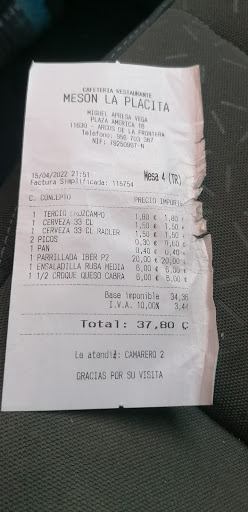 CAFETERIA RESTAURANTE
MESON LA PLACITA
MIGUEL APRESA VEGA
PLAZA AMERICA 16
11630 - ARCOS DE LA FRONTERA
Telefono: 956 703 367
NIF:
15/04/2022 21:51
Mesa 4 (TR)
Factura Simplificada: 115754
C. CONCEPTO PRECIO IMPORTE
1 TERCIO CRUZCAMPO 1,80 € 1,80 €
1 CERVEZA 33 CL 1,50 € 1,50 €
1 CERVEZA 33 CL.RADLER 1,50 € 1,50 €
2 PICOS 0,30 € 0,60 €
1 PAN 0,40 € 0,40 €
1 PARRILLADA IBER P2 20,00 € 20,00 €
1 ENSALADILLA RUSA MEDIA 6,00 € 6,00 €
1 1/2 CROQUE QUESO CABRA 6,00 € 6,00 €
Base Imponible 34,36
I.V.A. 10,00% 3,44
Total: 37,80 €
Le atendió: CAMARERO 2
GRACIAS POR SU VISITA